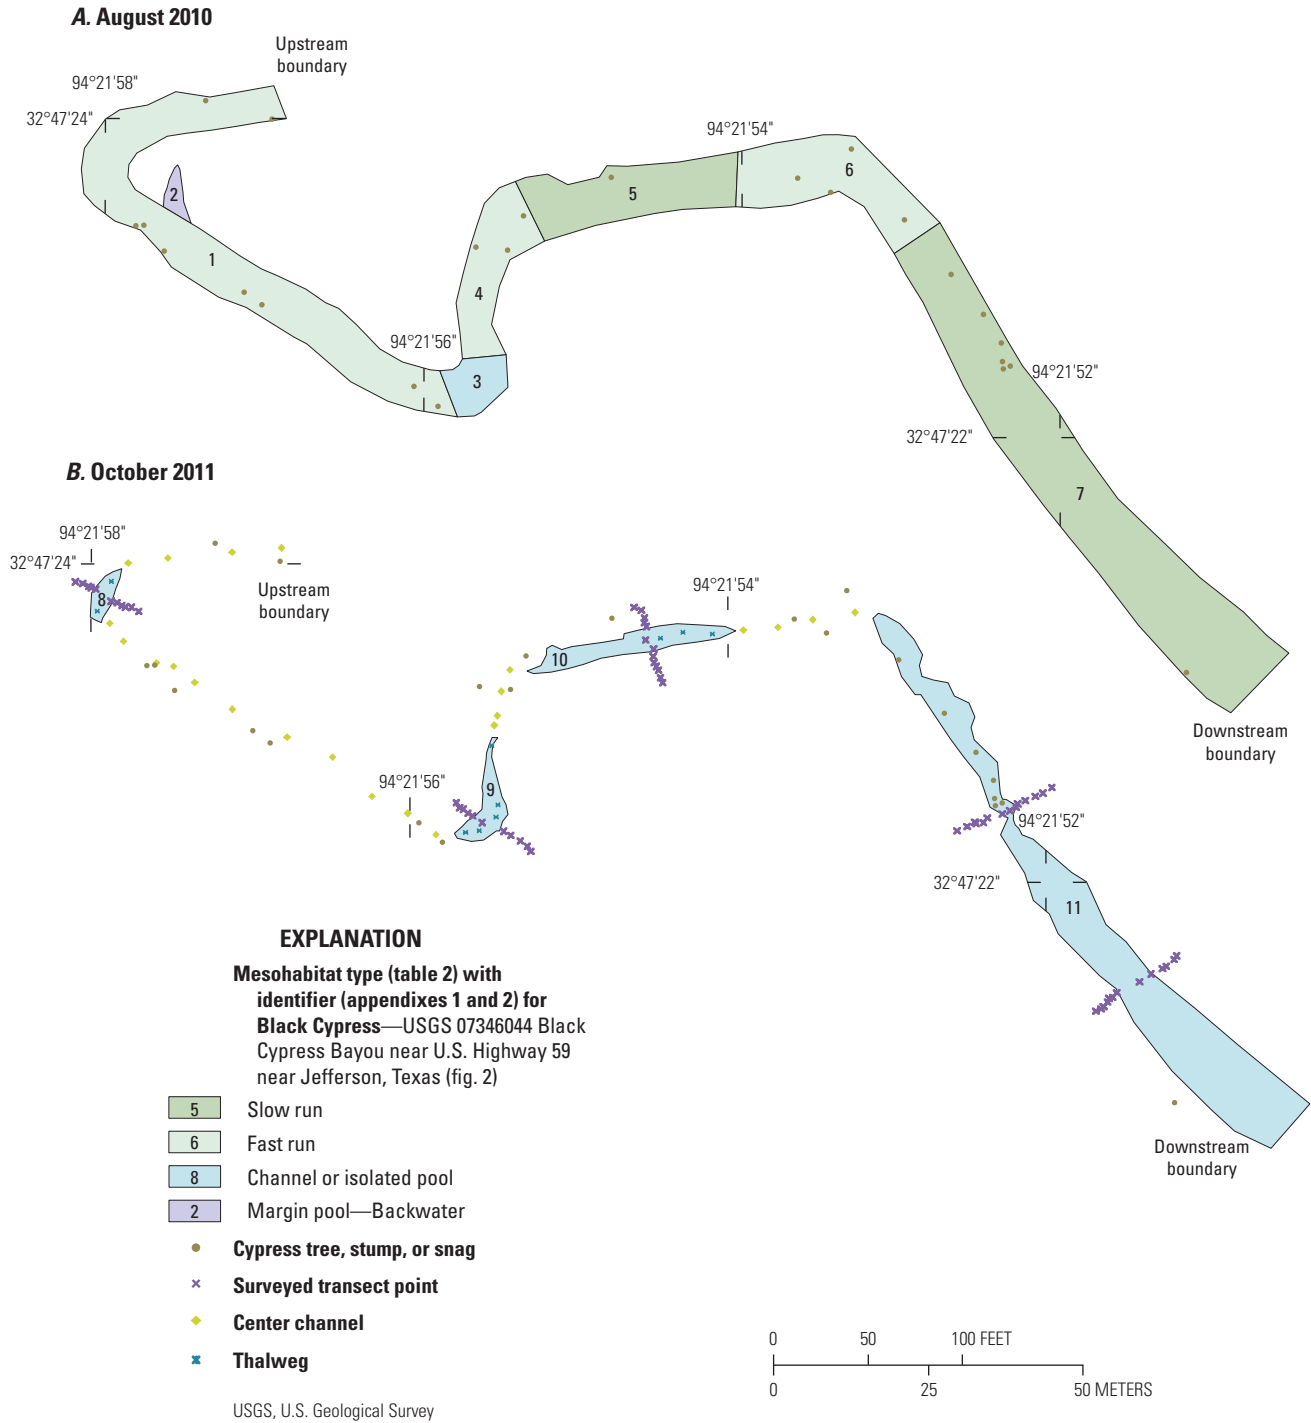 A. August 2010
Upstream
boundary
94°21'58"
32°47'24"
94°21'54"
6
2
5
1
4
94°21'56"
3
94°21'52"
32°47'22"
7
Downstream
boundary
B. October 2011
94°21'58"
32°47'24"
Upstream
boundary
8
94°21'54"
10
94°21'56"
9
94°21'52"
32°47'22"
11
Downstream
boundary
EXPLANATION
Mesohabitat type (table 2) with
identifier (appendixes 1 and 2) for
Black Cypress—USGS 07346044 Black
Cypress Bayou near U.S. Highway 59
near Jefferson, Texas (fig. 2)
5 Slow run
6 Fast run
8 Channel or isolated pool
2 Margin pool—Backwater
Cypress tree, stump, or snag
Surveyed transect point
Center channel
Thalweg
0 50 100 FEET
0 25 50 METERS
USGS, U.S. Geological Survey